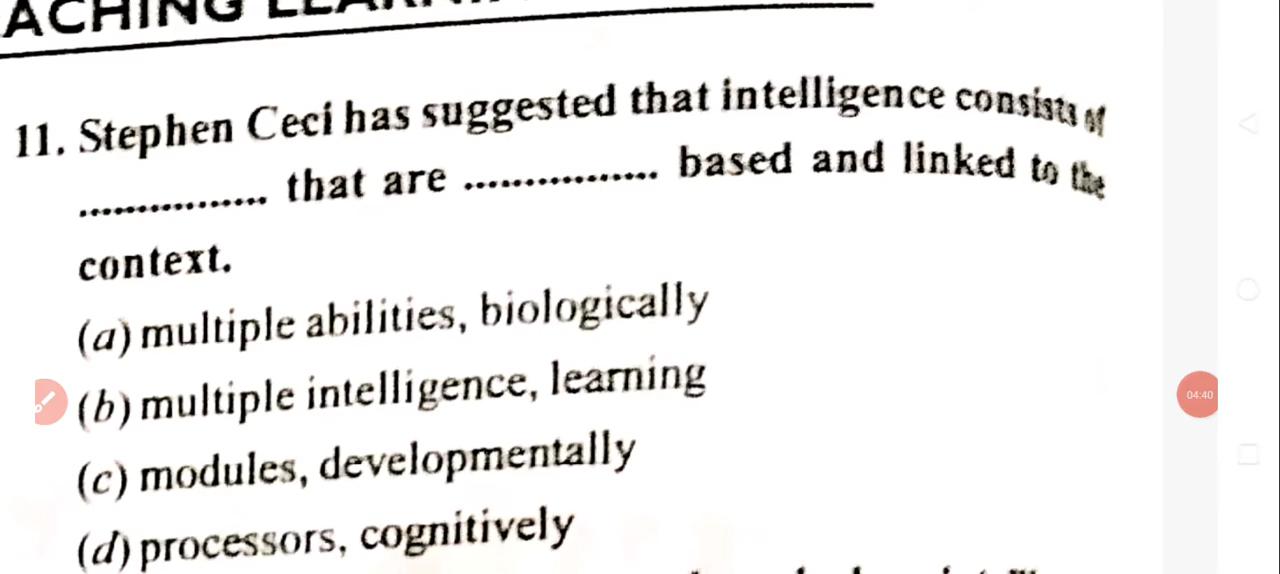 ACHING LEARNI
11. Stephen Ceci has suggested that intelligence consists of
................ that are ................ based and linked to the
context.
(a) multiple abilities, biologically
(b) multiple intelligence, learning
04:40
(c) modules, developmentally
(d) processors, cognitively